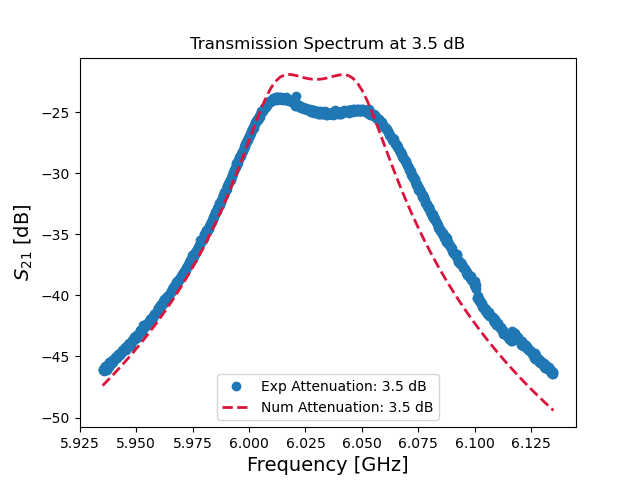 Transmission Spectrum at 3.5 dB
S₂₁ [dB]
−25
−30
−35
−40
−45
−50
Exp Attenuation: 3.5 dB
Num Attenuation: 3.5 dB
5.925 5.950 5.975 6.000 6.025 6.050 6.075 6.100 6.125
Frequency [GHz]